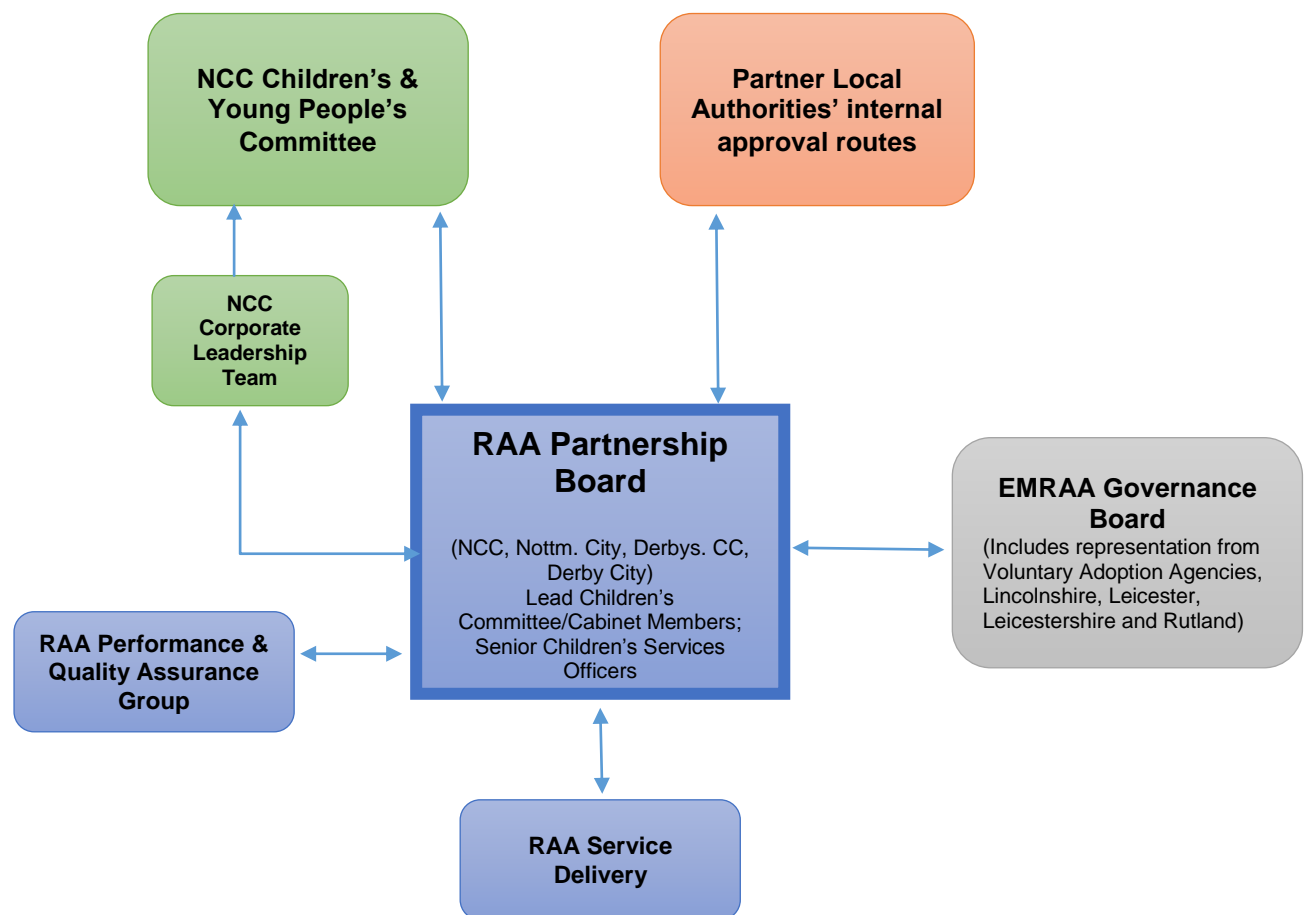 NCC Children’s &
Young People’s
Committee
Partner Local
Authorities’ internal
approval routes
NCC
Corporate
Leadership
Team
RAA Partnership
Board
(NCC, Nottm. City, Derbys. CC,
Derby City)
Lead Children’s
Committee/Cabinet Members;
Senior Children’s Services
Officers
EMRAA Governance
Board
(Includes representation from
Voluntary Adoption Agencies,
Lincolnshire, Leicester,
Leicestershire and Rutland)
RAA Performance &
Quality Assurance
Group
RAA Service
Delivery